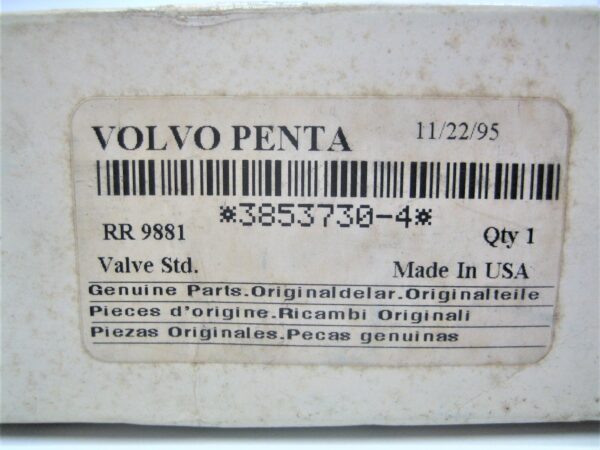 VOLVO PENTA 11/22/95
*3853730-4*
RR 9881 Qty 1
Valve Std. Made In USA
Genuine Parts.Originaldelar.Originalteile
Pieces d'origine.Ricambi Originali
Piezas Originales.Pecas genuinas